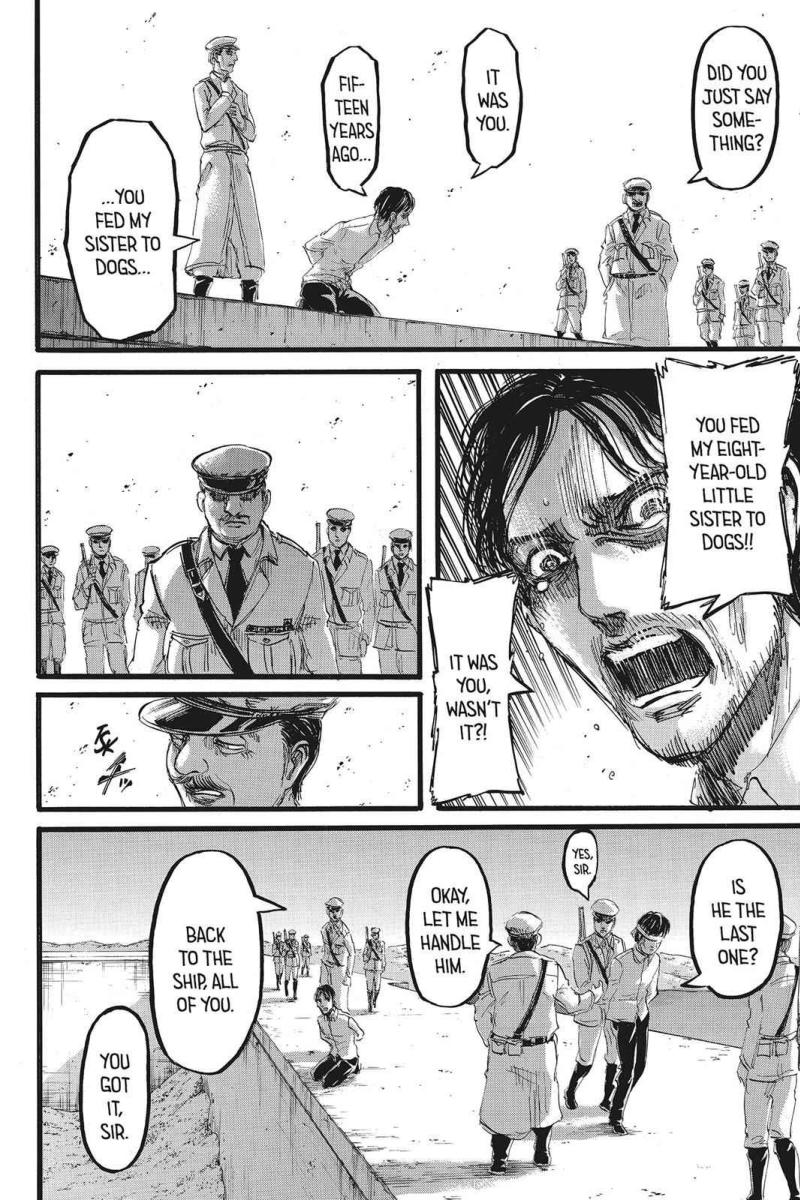 DID YOU
JUST SAY
SOME-
THING?
IT
WAS
YOU.
FIF-
TEEN
YEARS
AGO...
...YOU
FED MY
SISTER TO
DOGS...
YOU FED
MY EIGHT-
YEAR-OLD
LITTLE
SISTER TO
DOGS!!
IT WAS
YOU,
WASN'T
IT?!
TSK
チッ
IS
HE THE
LAST
ONE?
YES,
SIR.
OKAY,
LET ME
HANDLE
HIM.
BACK
TO THE
SHIP, ALL
OF YOU.
YOU
GOT
IT,
SIR.